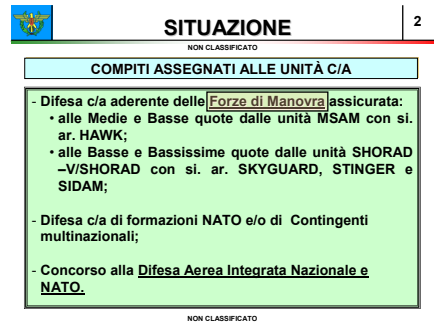 SITUAZIONE
2
NON CLASSIFICATO
COMPITI ASSEGNATI ALLE UNITÀ C/A
- Difesa c/a aderente delle Forze di Manovra assicurata:
• alle Medie e Basse quote dalle unità MSAM con si.
ar. HAWK;
• alle Basse e Bassissime quote dalle unità SHORAD
–V/SHORAD con si. ar. SKYGUARD, STINGER e
SIDAM;
- Difesa c/a di formazioni NATO e/o di Contingenti
multinazionali;
- Concorso alla Difesa Aerea Integrata Nazionale e
NATO.
NON CLASSIFICATO